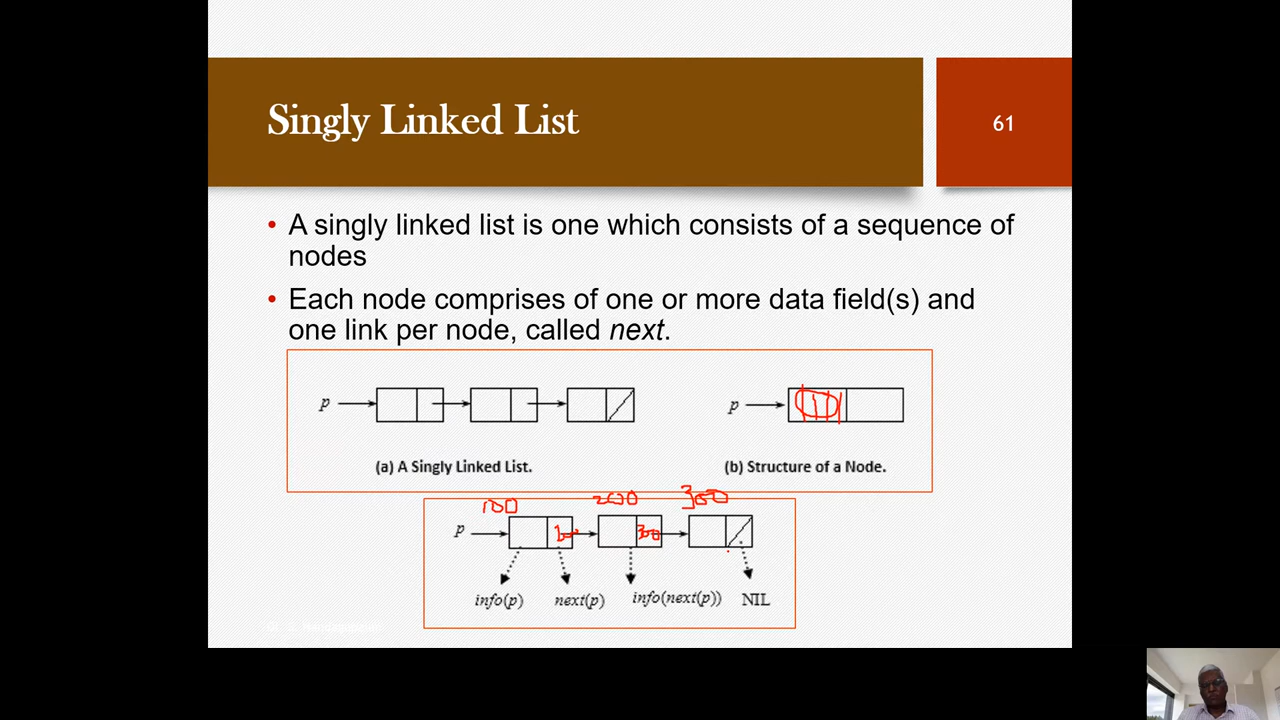 Singly Linked List
61
• A singly linked list is one which consists of a sequence of
nodes
• Each node comprises of one or more data field(s) and
one link per node, called next.
p
p
(a) A Singly Linked List.
(b) Structure of a Node.
100 200 300
p
300
info(p) next(p) info(next(p)) NIL